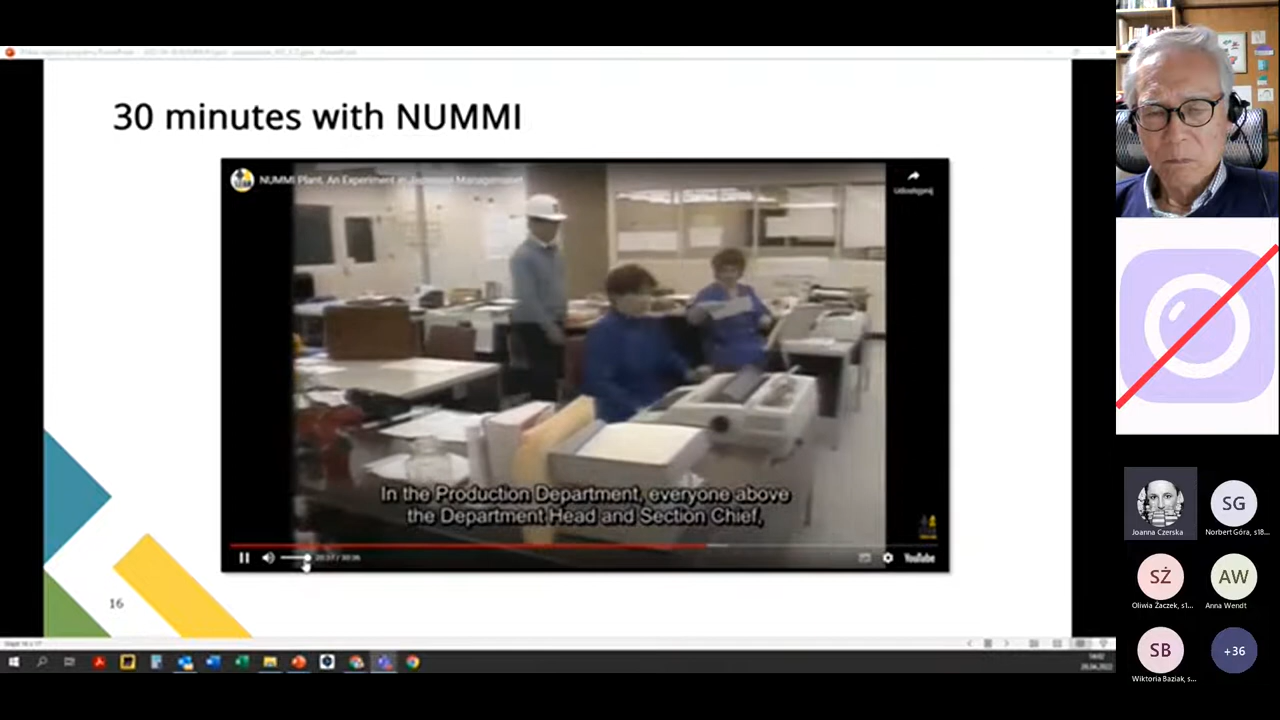 30 minutes with NUMMI
NUMMI Plant. An Experiment in
Management
Udostępnij
In the Production Department, everyone above
the Department Head and Section Chief,
YouTube
16
Joanna Czerska
SG
Norbert Góra, s18...
SŻ
Oliwia Żaczek, s1...
AW
Anna Wendt
SB
Wiktoria Baziak, s...
+36